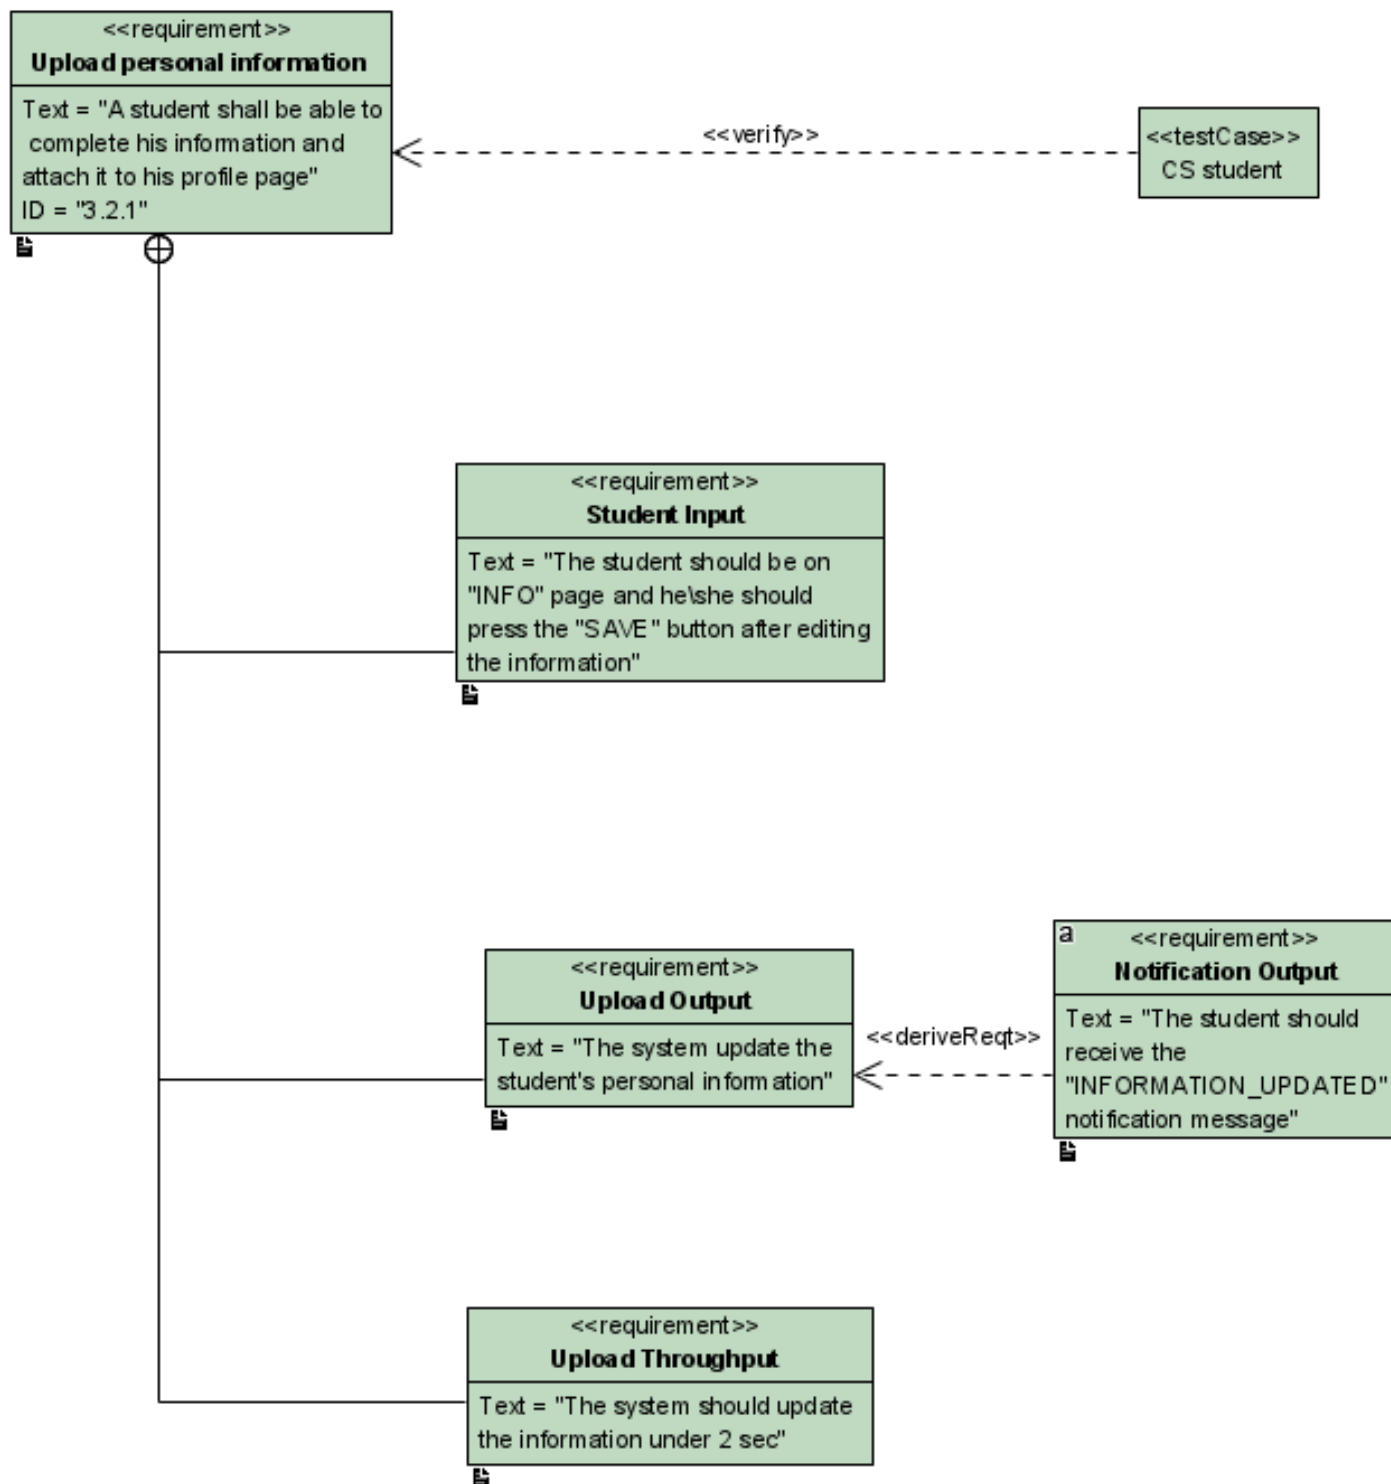 <<requirement>>
Upload personal information
Text = "A student shall be able to
complete his information and
attach it to his profile page"
ID = "3.2.1"
<<verify>>
<<testCase>>
CS student
<<requirement>>
Student Input
Text = "The student should be on
"INFO" page and he\she should
press the "SAVE" button after editing
the information"
<<requirement>>
Upload Output
Text = "The system update the
student's personal information"
<<deriveReqt>>
a
<<requirement>>
Notification Output
Text = "The student should
receive the
"INFORMATION_UPDATED"
notification message"
<<requirement>>
Upload Throughput
Text = "The system should update
the information under 2 sec"